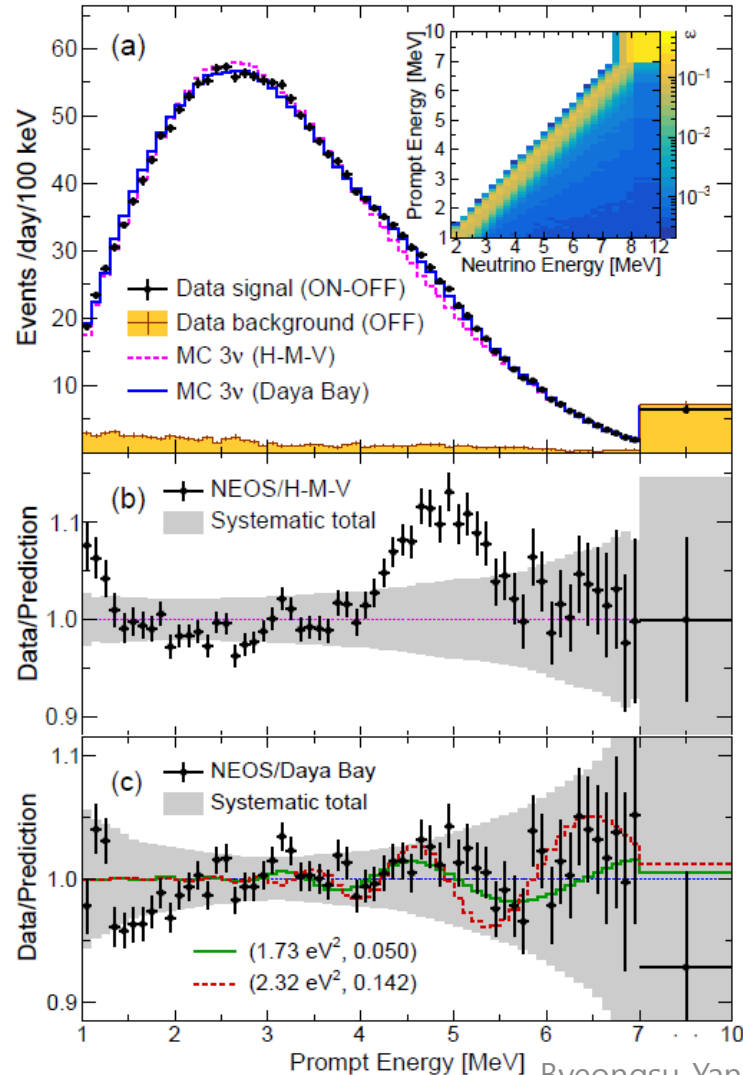 (a)
Events /day/100 keV
60
50
40
30
20
10
Data signal (ON-OFF)
Data background (OFF)
MC 3ν (H-M-V)
MC 3ν (Daya Bay)
Prompt Energy [MeV]
10
9
8
7
6
5
4
3
2
1
2 3 4 5 6 7 8 12
Neutrino Energy [MeV]
ε
10⁻¹
10⁻²
10⁻³
(b)
NEOS/H-M-V
Systematic total
Data/Prediction
1.1
1.0
0.9
(c)
NEOS/Daya Bay
Systematic total
Data/Prediction
1.1
1.0
0.9
(1.73 eV², 0.050)
(2.32 eV², 0.142)
1 2 3 4 5 6 7 10
Prompt Energy [MeV]